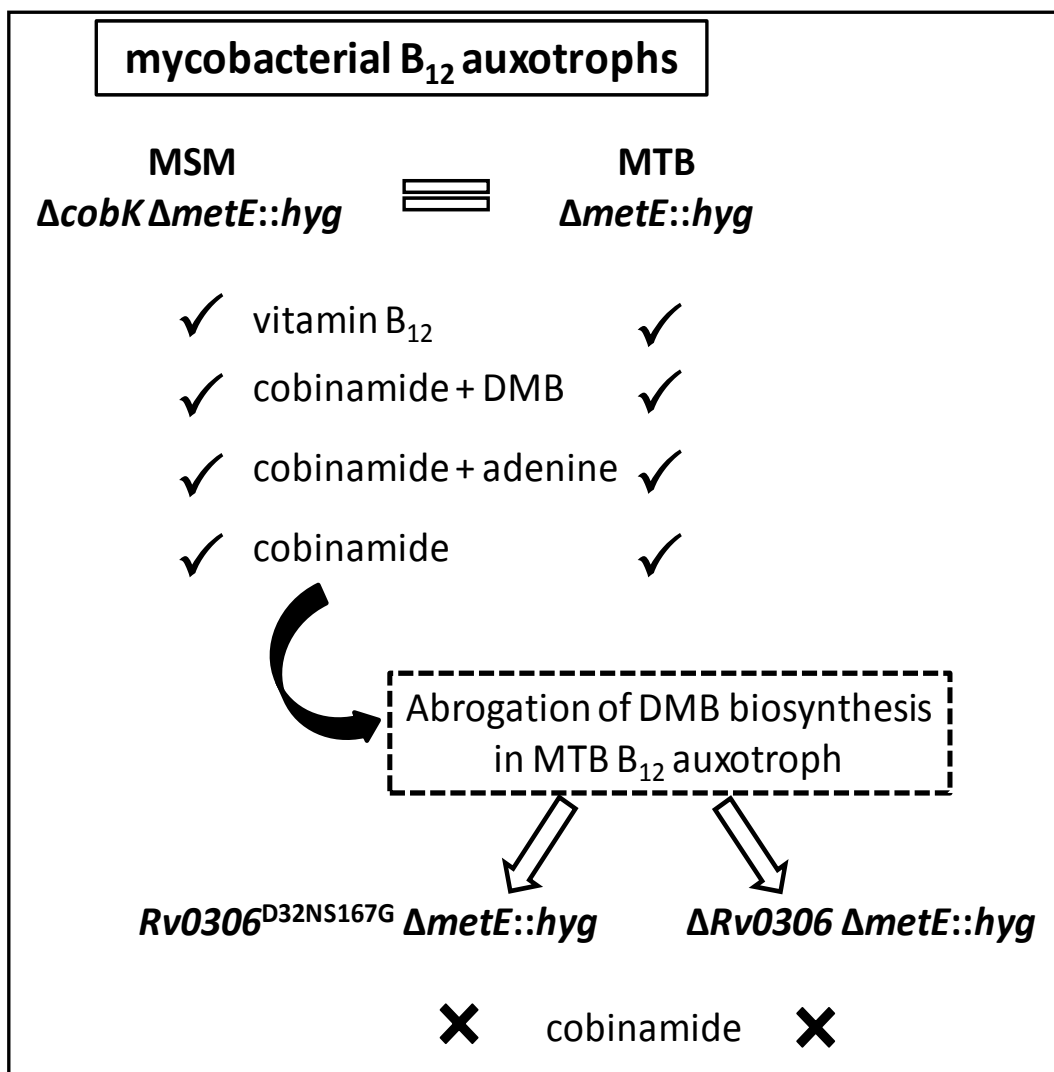 mycobacterial B₁₂ auxotrophs
MSM MTB
ΔcobK ΔmetE::hyg ΔmetE::hyg
✓ vitamin B₁₂ ✓
✓ cobinamide + DMB ✓
✓ cobinamide + adenine ✓
✓ cobinamide ✓
Abrogation of DMB biosynthesis
in MTB B₁₂ auxotroph
Rv0306ᴰ³²ᴺˢ¹⁶⁷ᴳ ΔmetE::hyg ΔRv0306 ΔmetE::hyg
✖ cobinamide ✖